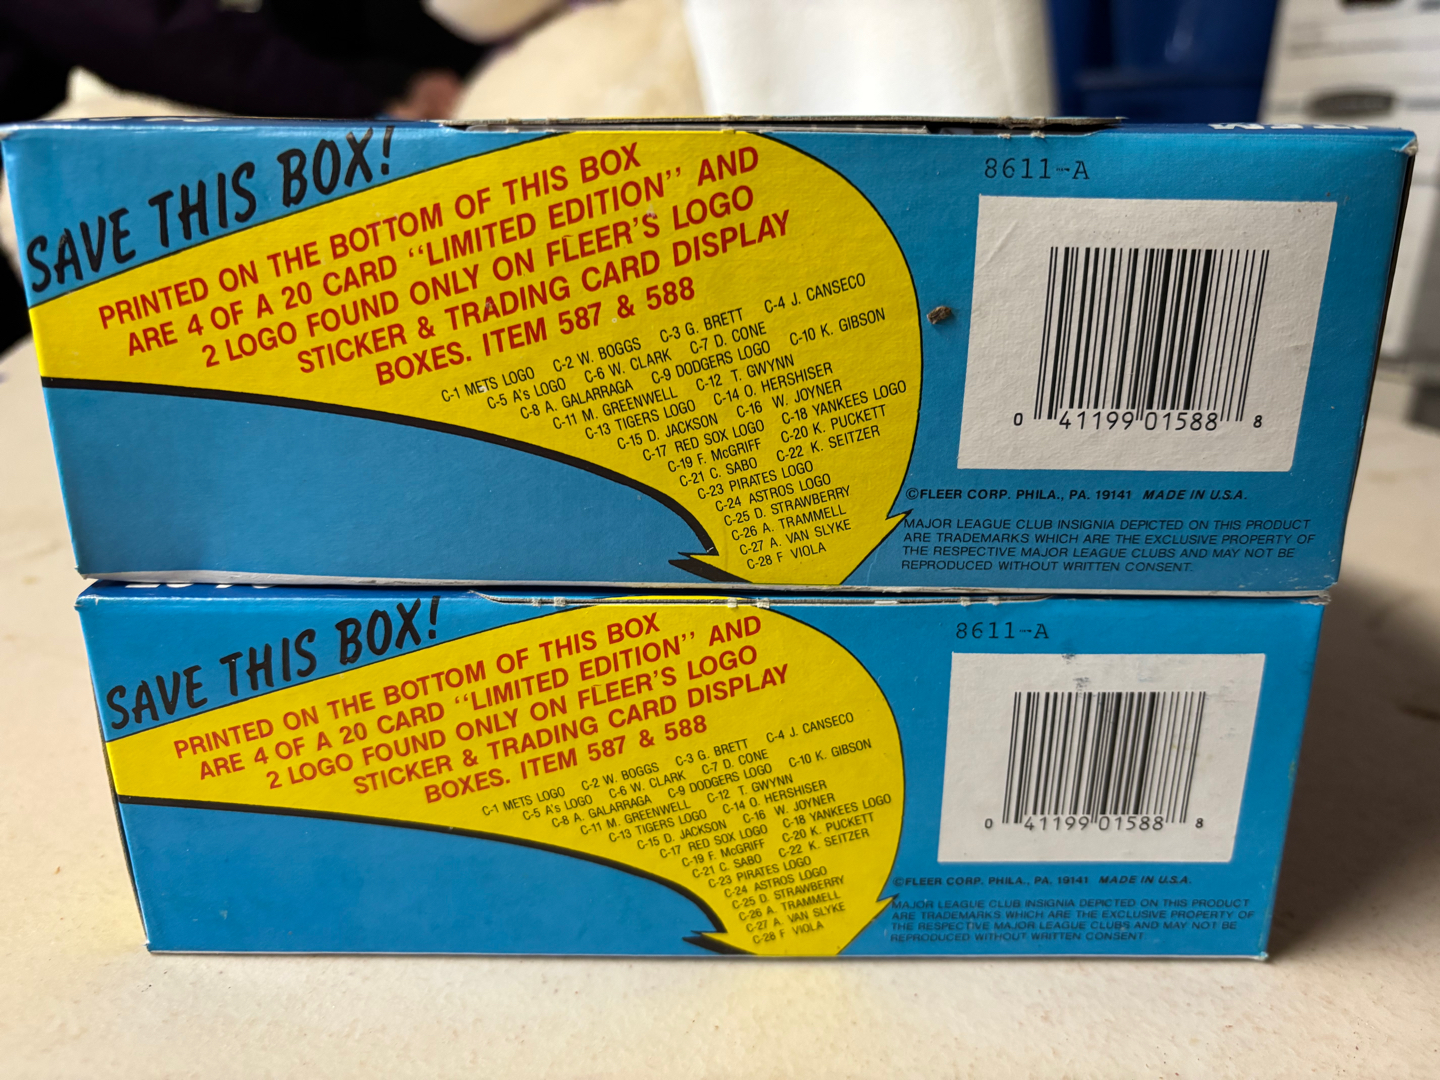 SAVE THIS BOX!
PRINTED ON THE BOTTOM OF THIS BOX
ARE 4 OF A 20 CARD “LIMITED EDITION” AND
2 LOGO FOUND ONLY ON FLEER'S LOGO
STICKER & TRADING CARD DISPLAY
BOXES. ITEM 587 & 588
C-1 METS LOGO C-2 W. BOGGS C-3 G. BRETT C-4 J. CANSECO
C-5 A's LOGO C-6 W. CLARK C-7 D. CONE
C-8 A. GALARRAGA C-9 DODGERS LOGO C-10 K. GIBSON
C-11 M. GREENWELL C-12 T. GWYNN
C-13 TIGERS LOGO C-14 O. HERSHISER
C-15 D. JACKSON C-16 W. JOYNER
C-17 RED SOX LOGO C-18 YANKEES LOGO
C-19 F. McGRIFF C-20 K. PUCKETT
C-21 C. SABO C-22 K. SEITZER
C-23 PIRATES LOGO
C-24 ASTROS LOGO
C-25 D. STRAWBERRY
C-26 A. TRAMMELL
C-27 A. VAN SLYKE
C-28 F VIOLA
8611-A
0 41199 01588 8
©FLEER CORP. PHILA., PA. 19141 MADE IN U.S.A.
MAJOR LEAGUE CLUB INSIGNIA DEPICTED ON THIS PRODUCT
ARE TRADEMARKS WHICH ARE THE EXCLUSIVE PROPERTY OF
THE RESPECTIVE MAJOR LEAGUE CLUBS AND MAY NOT BE
REPRODUCED WITHOUT WRITTEN CONSENT.
SAVE THIS BOX!
PRINTED ON THE BOTTOM OF THIS BOX
ARE 4 OF A 20 CARD “LIMITED EDITION” AND
2 LOGO FOUND ONLY ON FLEER'S LOGO
STICKER & TRADING CARD DISPLAY
BOXES. ITEM 587 & 588
C-1 METS LOGO C-2 W. BOGGS C-3 G. BRETT C-4 J. CANSECO
C-5 A's LOGO C-6 W. CLARK C-7 D. CONE
C-8 A. GALARRAGA C-9 DODGERS LOGO C-10 K. GIBSON
C-11 M. GREENWELL C-12 T. GWYNN
C-13 TIGERS LOGO C-14 O. HERSHISER
C-15 D. JACKSON C-16 W. JOYNER
C-17 RED SOX LOGO C-18 YANKEES LOGO
C-19 F. McGRIFF C-20 K. PUCKETT
C-21 C. SABO C-22 K. SEITZER
C-23 PIRATES LOGO
C-24 ASTROS LOGO
C-25 D. STRAWBERRY
C-26 A. TRAMMELL
C-27 A. VAN SLYKE
C-28 F VIOLA
8611-A
0 41199 01588 8
©FLEER CORP. PHILA., PA. 19141 MADE IN U.S.A.
MAJOR LEAGUE CLUB INSIGNIA DEPICTED ON THIS PRODUCT
ARE TRADEMARKS WHICH ARE THE EXCLUSIVE PROPERTY OF
THE RESPECTIVE MAJOR LEAGUE CLUBS AND MAY NOT BE
REPRODUCED WITHOUT WRITTEN CONSENT.